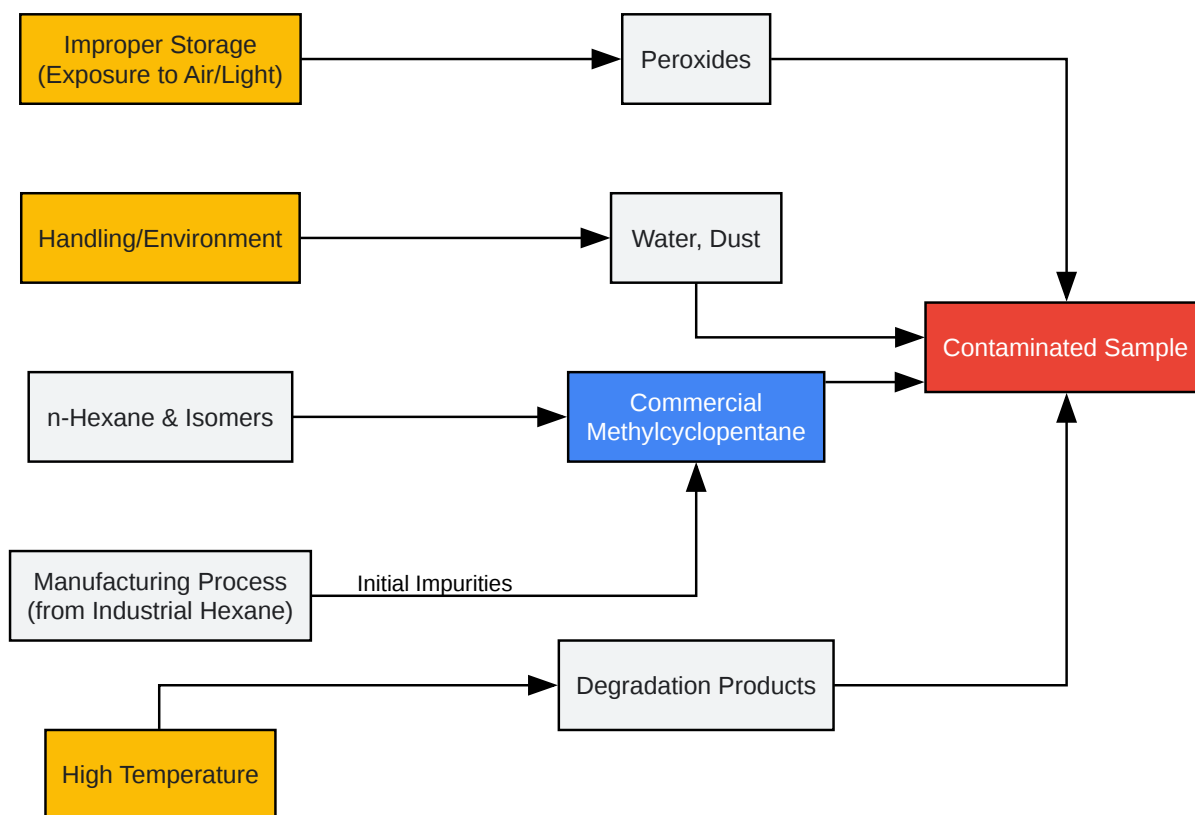 Improper Storage
(Exposure to Air/Light)
Peroxides
Handling/Environment
Water, Dust
Contaminated Sample
n-Hexane & Isomers
Commercial
Methylcyclopentane
Manufacturing Process
(from Industrial Hexane)
Initial Impurities
Degradation Products
High Temperature